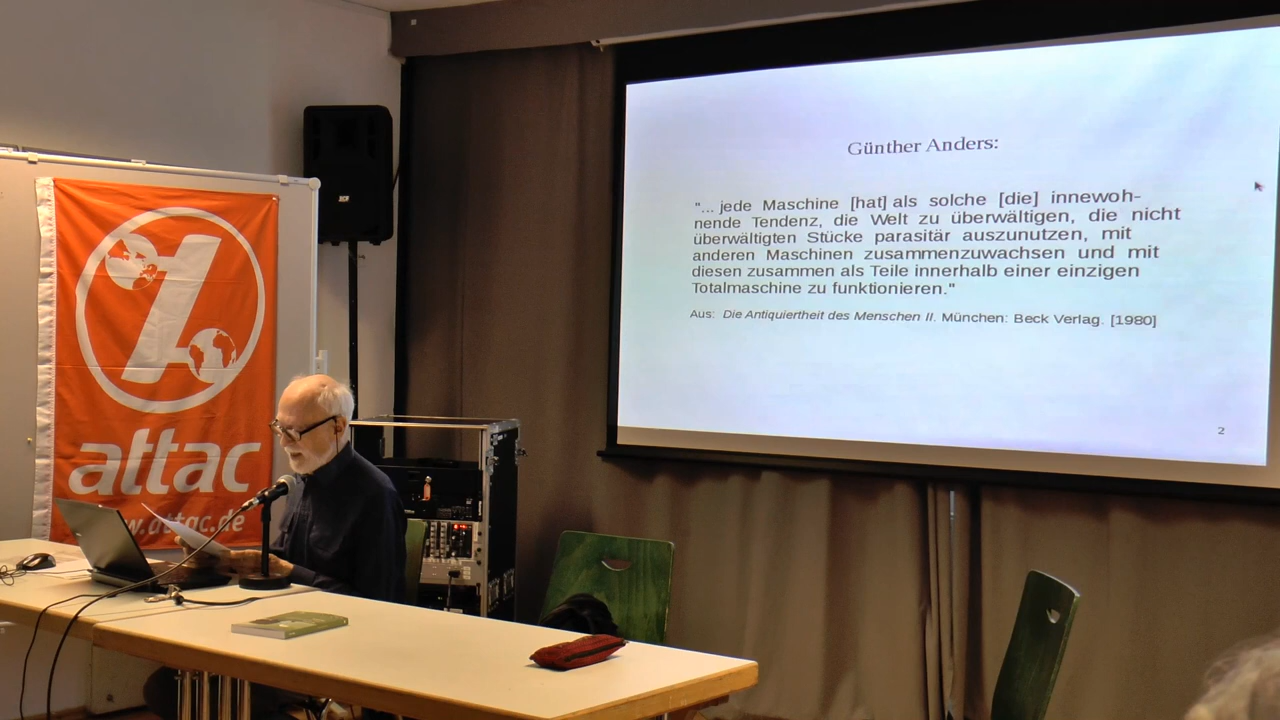 Günther Anders:
"... jede Maschine [hat] als solche [die] innewoh-
nende Tendenz, die Welt zu überwältigen, die nicht
überwältigten Stücke parasitär auszunutzen, mit
anderen Maschinen zusammenzuwachsen und mit
diesen zusammen als Teile innerhalb einer einzigen
Totalmaschine zu funktionieren."
Aus: Die Antiquiertheit des Menschen II. München: Beck Verlag. [1980]
2
attac
w.attac.de